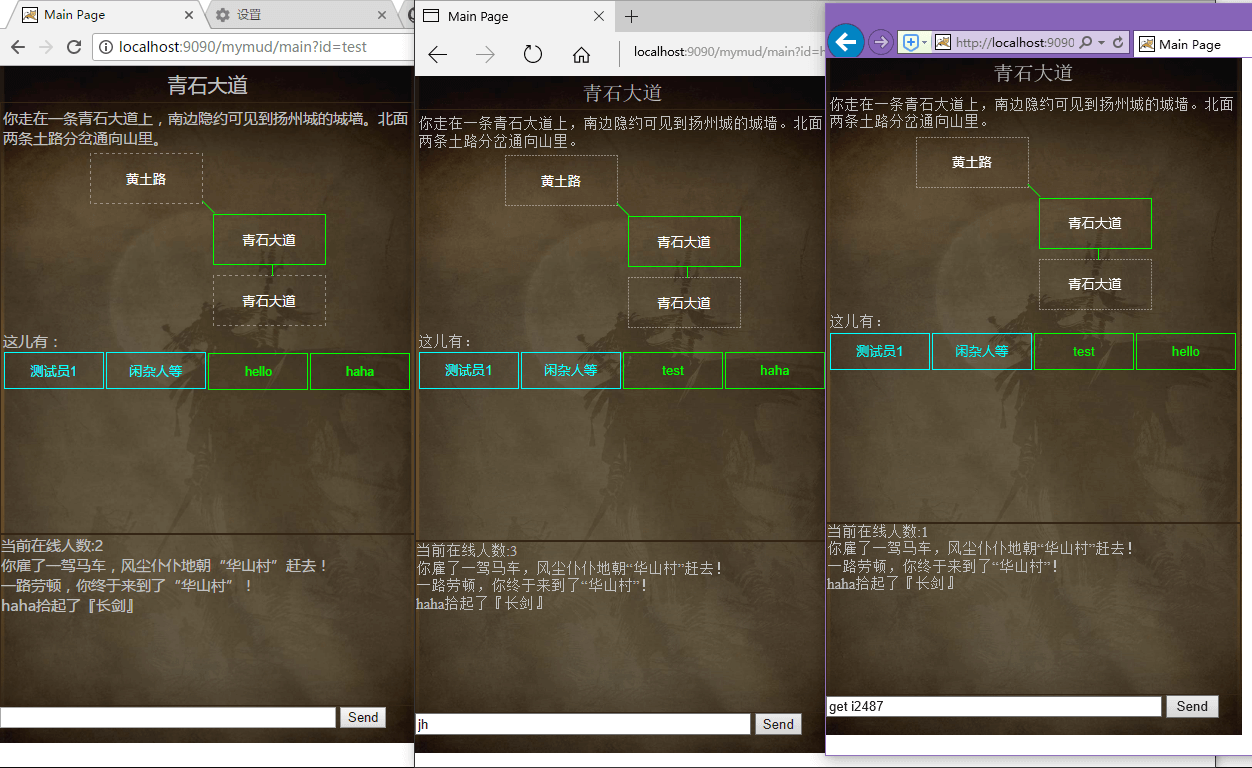 Main Page
设置
localhost:9090/mymud/main?id=test
青石大道
你走在一条青石大道上，南边隐约可见到扬州城的城墙。北面
两条土路分岔通向山里。
黄土路
青石大道
青石大道
这儿有：
测试员1 闲杂人等 hello haha
当前在线人数:2
你雇了一驾马车，风尘仆仆地朝“华山村”赶去！
一路劳顿，你终于来到了“华山村”！
haha拾起了『长剑』
Send
Main Page
localhost:9090/mymud/main?id=h
青石大道
你走在一条青石大道上，南边隐约可见到扬州城的城墙。北面
两条土路分岔通向山里。
黄土路
青石大道
青石大道
这儿有：
测试员1 闲杂人等 test haha
当前在线人数:3
你雇了一驾马车，风尘仆仆地朝“华山村”赶去！
一路劳顿，你终于来到了“华山村”！
haha拾起了『长剑』
jh Send
http://localhost:9090
Main Page
青石大道
你走在一条青石大道上，南边隐约可见到扬州城的城墙。北面
两条土路分岔通向山里。
黄土路
青石大道
青石大道
这儿有：
测试员1 闲杂人等 test hello
当前在线人数:1
你雇了一驾马车，风尘仆仆地朝“华山村”赶去！
一路劳顿，你终于来到了“华山村”！
haha拾起了『长剑』
get i2487 Send